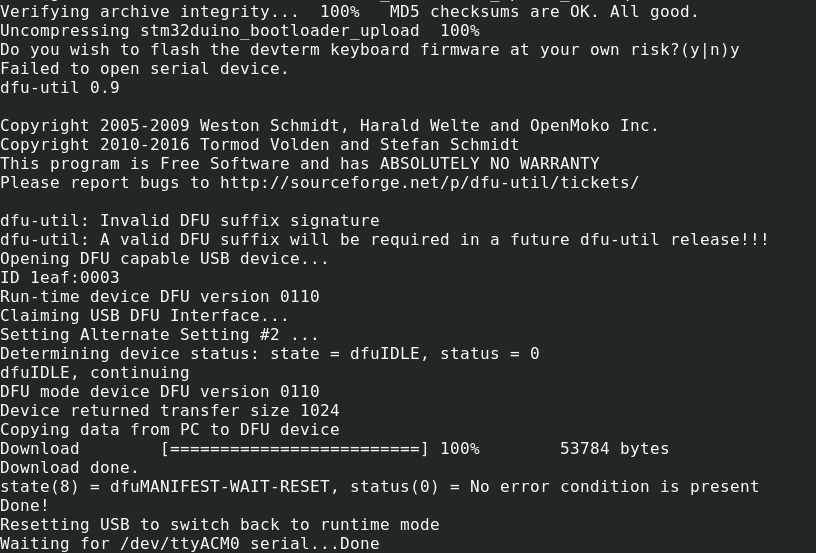 Verifying archive integrity...  100%   MD5 checksums are OK. All good.
Uncompressing stm32duino_bootloader_upload  100%
Do you wish to flash the devterm keyboard firmware at your own risk?(y|n)y
Failed to open serial device.
dfu-util 0.9

Copyright 2005-2009 Weston Schmidt, Harald Welte and OpenMoko Inc.
Copyright 2010-2016 Tormod Volden and Stefan Schmidt
This program is Free Software and has ABSOLUTELY NO WARRANTY
Please report bugs to http://sourceforge.net/p/dfu-util/tickets/

dfu-util: Invalid DFU suffix signature
dfu-util: A valid DFU suffix will be required in a future dfu-util release!!!
Opening DFU capable USB device...
ID 1eaf:0003
Run-time device DFU version 0110
Claiming USB DFU Interface...
Setting Alternate Setting #2 ...
Determining device status: state = dfuIDLE, status = 0
dfuIDLE, continuing
DFU mode device DFU version 0110
Device returned transfer size 1024
Copying data from PC to DFU device
Download        [=========================] 100%        53784 bytes
Download done.
state(8) = dfuMANIFEST-WAIT-RESET, status(0) = No error condition is present
Done!
Resetting USB to switch back to runtime mode
Waiting for /dev/ttyACM0 serial...Done